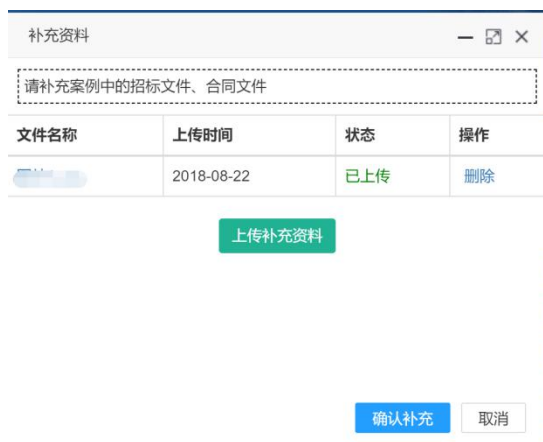 补充资料
请补充案例中的招标文件、合同文件
文件名称 上传时间 状态 操作
2018-08-22 已上传 删除
上传补充资料
确认补充 取消